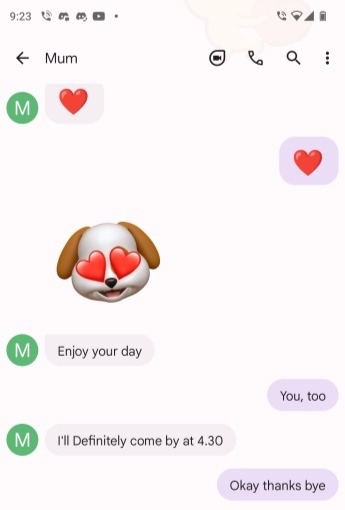 9:23
Mum
M
M
Enjoy your day
You, too
M
I'll Definitely come by at 4.30
Okay thanks bye